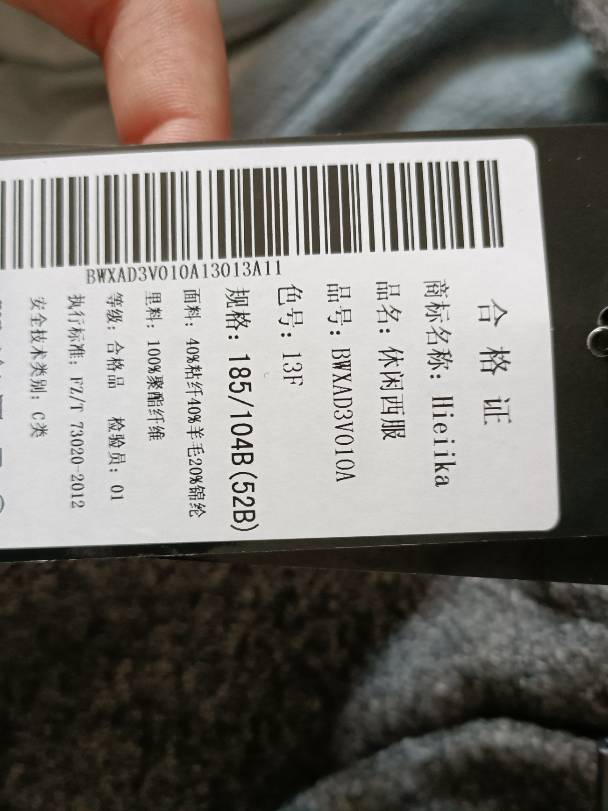 合格证
商标名称：Hieiika
品名：休闲西服
品号：BWXAD3V010A
色号：13F
规格：185/104B(52B)
面料：40%粘纤40%羊毛20%锦纶
里料：100%聚酯纤维
等级：合格品 检验员：01
执行标准：FZ/T 73020-2012
安全技术类别：C类
BWXAD3V010A13013A11